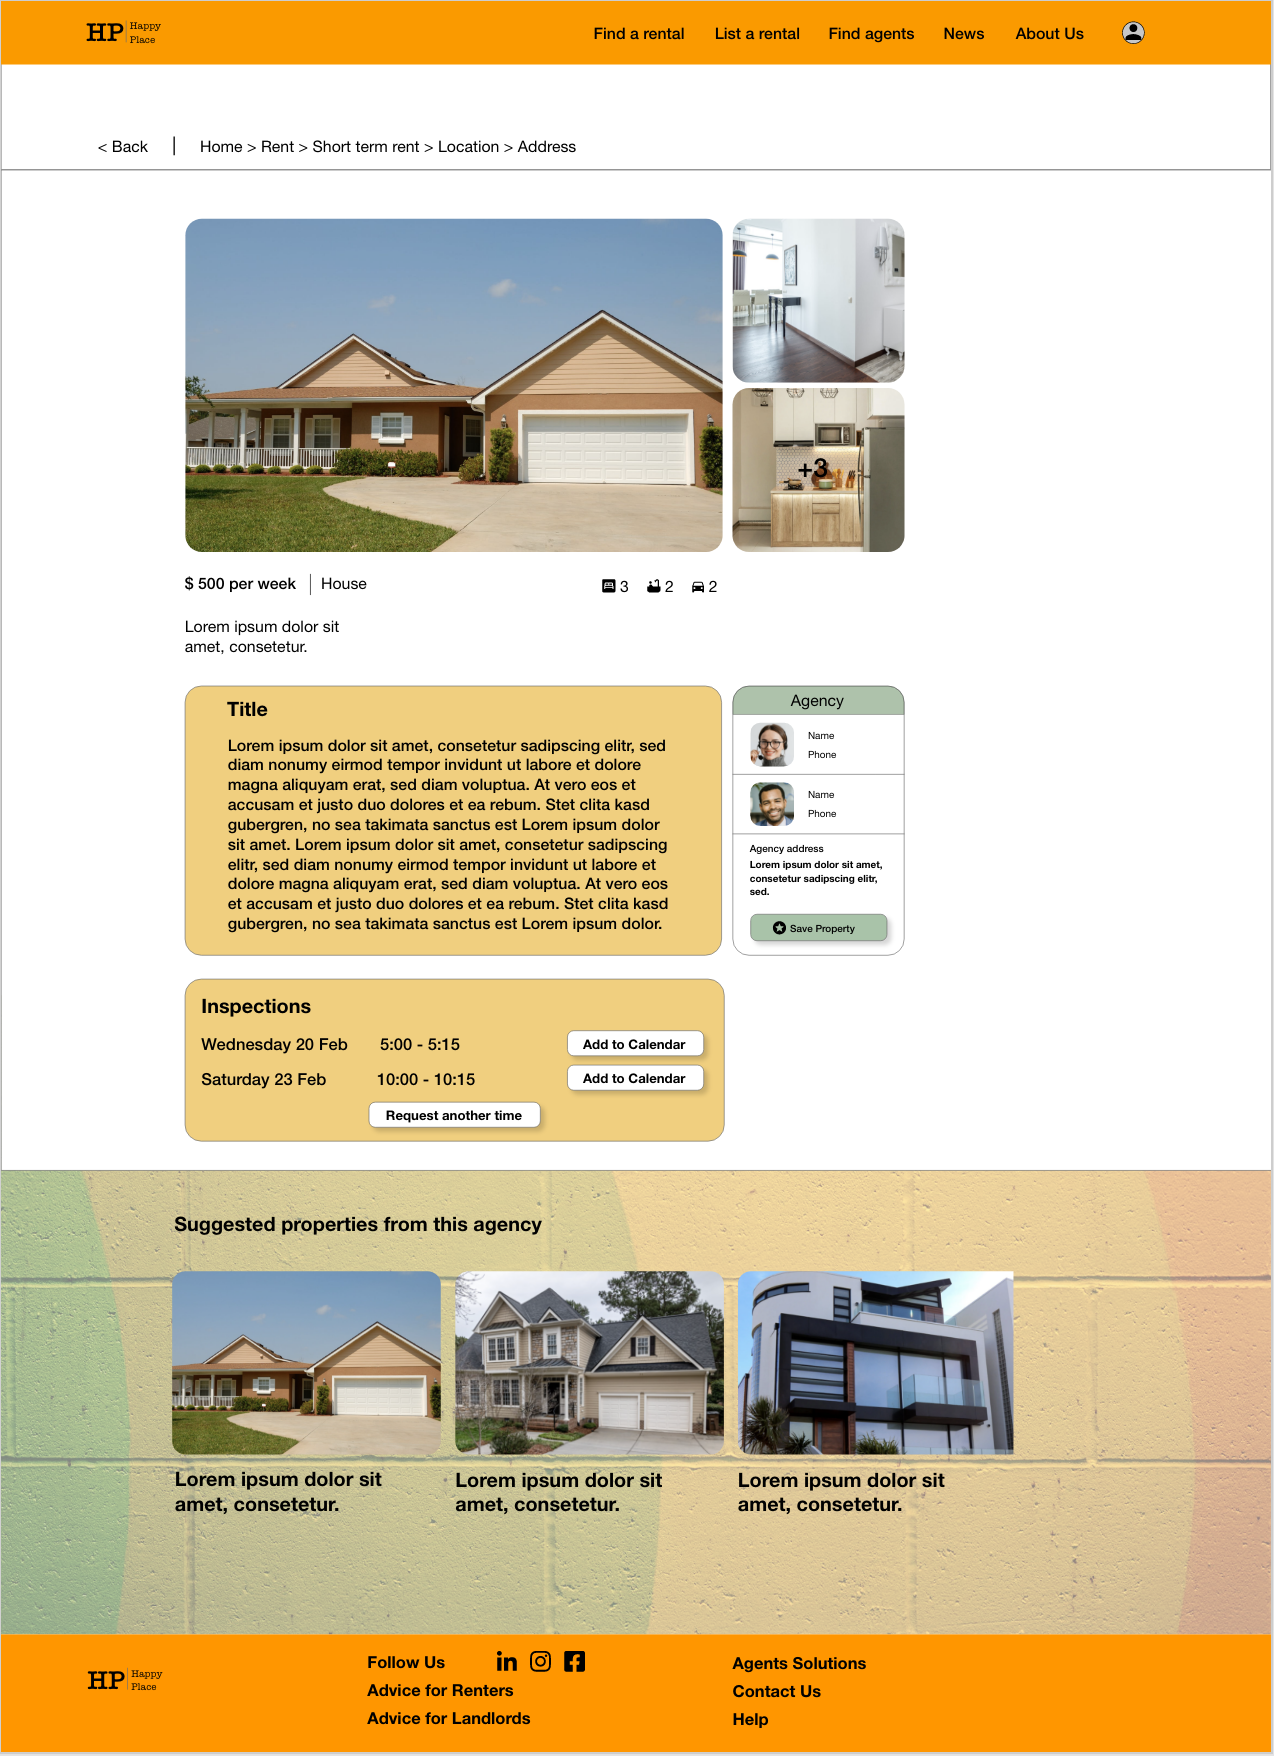 HP Happy
Place
Find a rental List a rental Find agents News About Us
< Back | Home > Rent > Short term rent > Location > Address
+3
$ 500 per week | House 3 2 2
Lorem ipsum dolor sit
amet, consetetur.
Title
Lorem ipsum dolor sit amet, consetetur sadipscing elitr, sed
diam nonumy eirmod tempor invidunt ut labore et dolore
magna aliquyam erat, sed diam voluptua. At vero eos et
accusam et justo duo dolores et ea rebum. Stet clita kasd
gubergren, no sea takimata sanctus est Lorem ipsum dolor
sit amet. Lorem ipsum dolor sit amet, consetetur sadipscing
elitr, sed diam nonumy eirmod tempor invidunt ut labore et
dolore magna aliquyam erat, sed diam voluptua. At vero eos
et accusam et justo duo dolores et ea rebum. Stet clita kasd
gubergren, no sea takimata sanctus est Lorem ipsum dolor.
Agency
Name
Phone
Name
Phone
Agency address
Lorem ipsum dolor sit amet,
consetetur sadipscing elitr,
sed.
Save Property
Inspections
Wednesday 20 Feb 5:00 - 5:15 Add to Calendar
Saturday 23 Feb 10:00 - 10:15 Add to Calendar
Request another time
Suggested properties from this agency
Lorem ipsum dolor sit
amet, consetetur.
Lorem ipsum dolor sit
amet, consetetur.
Lorem ipsum dolor sit
amet, consetetur.
HP Happy
Place
Follow Us
Advice for Renters
Advice for Landlords
Agents Solutions
Contact Us
Help